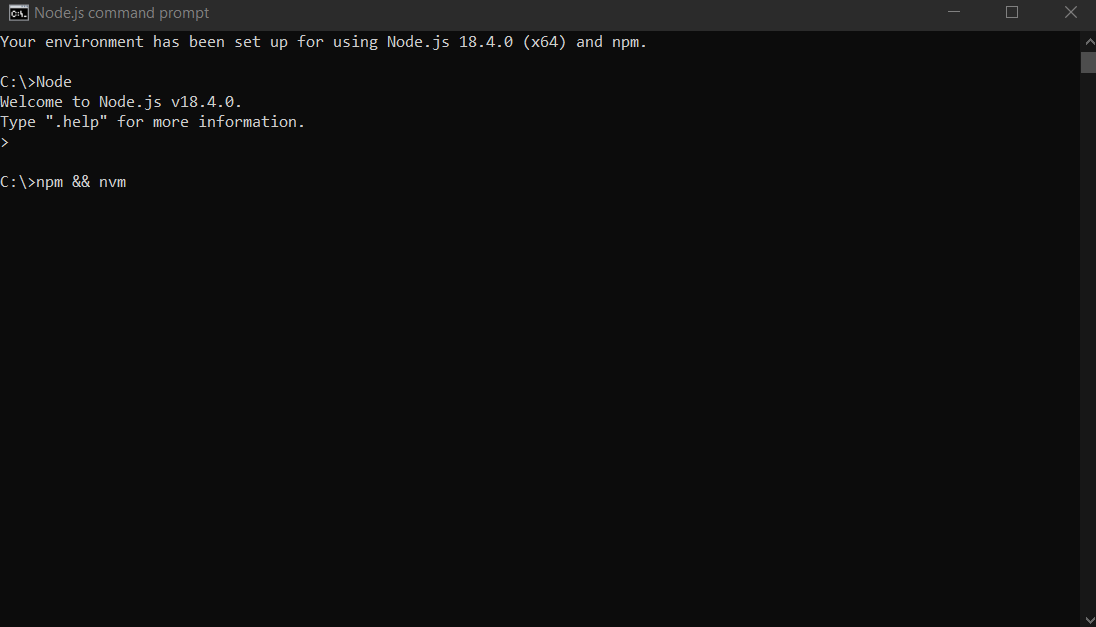 Node.js command prompt
Your environment has been set up for using Node.js 18.4.0 (x64) and npm.
C:\>Node
Welcome to Node.js v18.4.0.
Type ".help" for more information.
>
C:\>npm && nvm